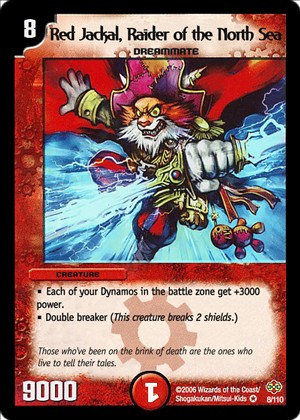 8
Red Jackal, Raider of the North Sea
DREAMMATE
CREATURE
▪ Each of your Dynamos in the battle zone get +3000
power.
▪ Double breaker (This creature breaks 2 shields.)
Those who've been on the brink of death are the ones
who live to tell their tales.
9000
1
©2006 Wizards of the Coast/
Shogakukan/Mitsui-Kids ✪
8/110